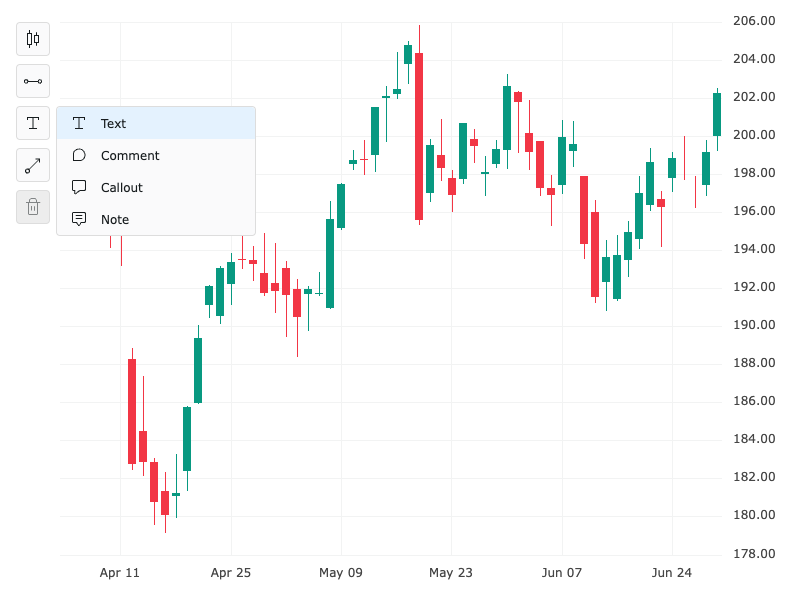 206.00
204.00
202.00
T
T Text
200.00
Comment
198.00
Callout
196.00
Note
194.00
192.00
190.00
188.00
186.00
184.00
182.00
180.00
178.00
Apr 11 Apr 25 May 09 May 23 Jun 07 Jun 24